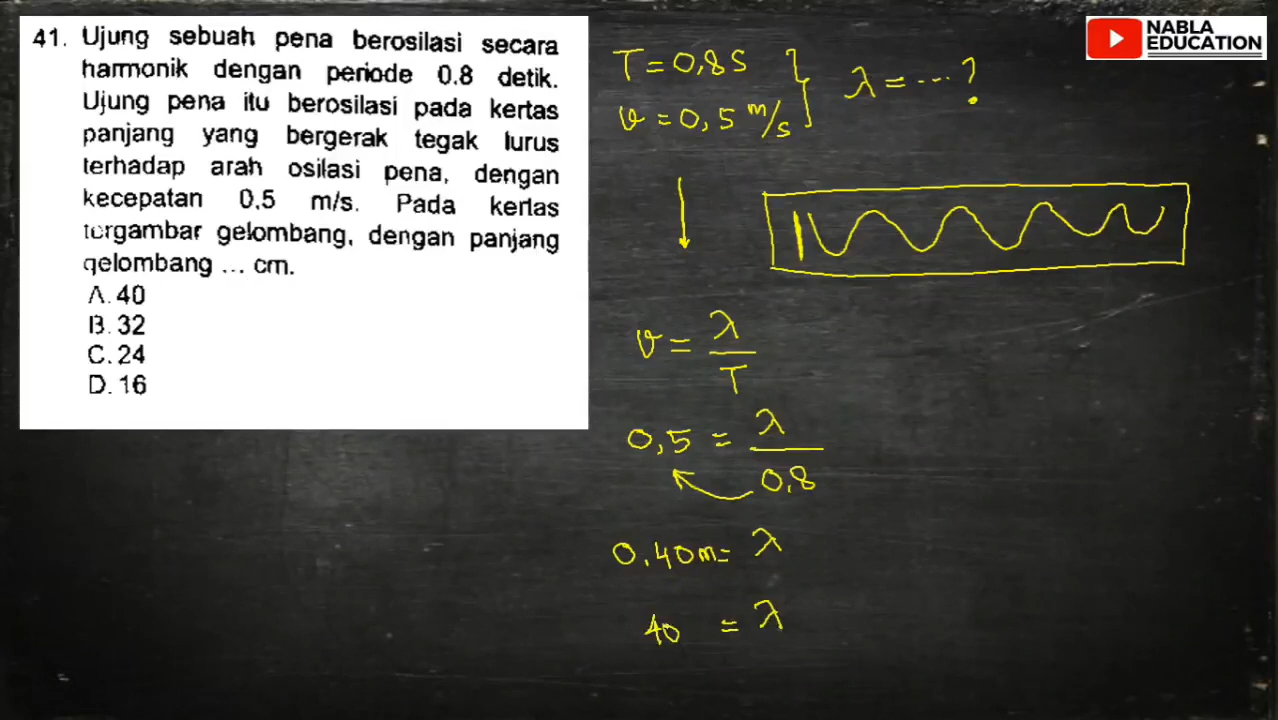 41. Ujung sebuah pena berosilasi secara
harmonik dengan periode 0.8 detik.
Ujung pena itu berosilasi pada kertas
panjang yang bergerak tegak lurus
terhadap arah osilasi pena, dengan
kecepatan 0,5 m/s. Pada kertas
tergambar gelombang, dengan panjang
gelombang ... cm.
A. 40
B. 32
C. 24
D. 16
NABLA
EDUCATION
T = 0,8 s
v = 0,5 m/s
λ = ... ?
v = λ/T
0,5 = λ/0,8
0,40m = λ
40 = λ